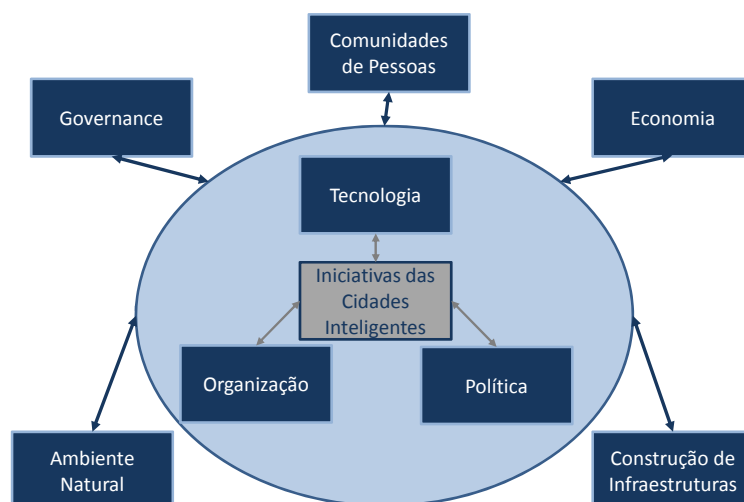 Comunidades
de Pessoas
Governance
Economia
Tecnologia
Iniciativas das
Cidades
Inteligentes
Organização
Política
Ambiente
Natural
Construção de
Infraestruturas